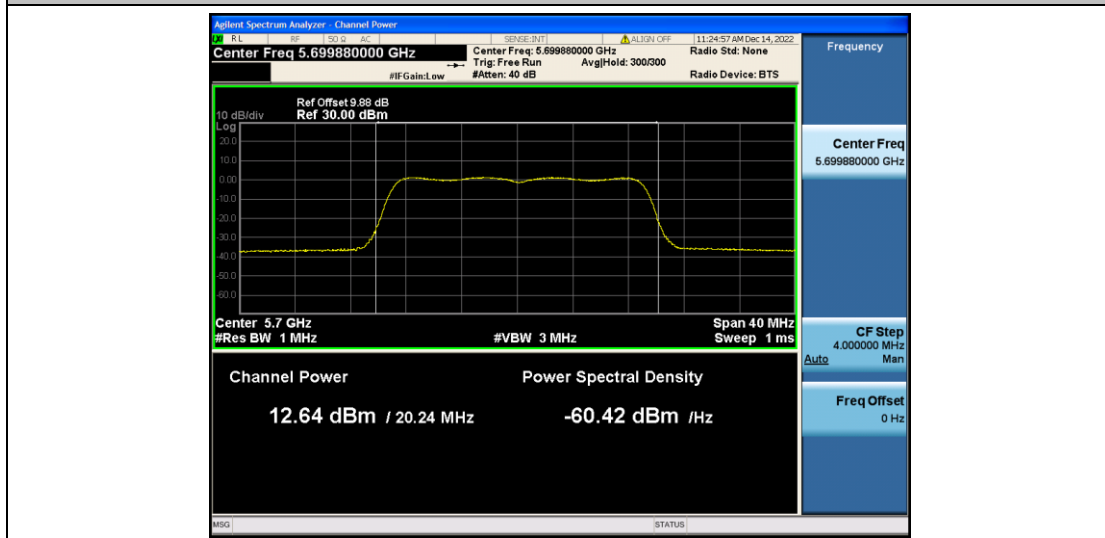 Agilent Spectrum Analyzer - Channel Power
RL RF 50 Ω AC SENSE:INT ALIGN OFF 11:24:57 AM Dec 14, 2022
Center Freq 5.699880000 GHz
Center Freq: 5.699880000 GHz
Radio Std: None
Trig: Free Run Avg|Hold: 300/300
#IFGain:Low
#Atten: 40 dB
Radio Device: BTS
Frequency
Ref Offset 9.88 dB
10 dB/div Ref 30.00 dBm
Log
20.0
10.0
0.00
-10.0
-20.0
-30.0
-40.0
-50.0
-60.0
Center 5.7 GHz
Span 40 MHz
#Res BW 1 MHz
#VBW 3 MHz
Sweep 1 ms
Channel Power
Power Spectral Density
12.64 dBm / 20.24 MHz
-60.42 dBm /Hz
Center Freq
5.699880000 GHz
CF Step
4.000000 MHz
Auto Man
Freq Offset
0 Hz
MSG STATUS